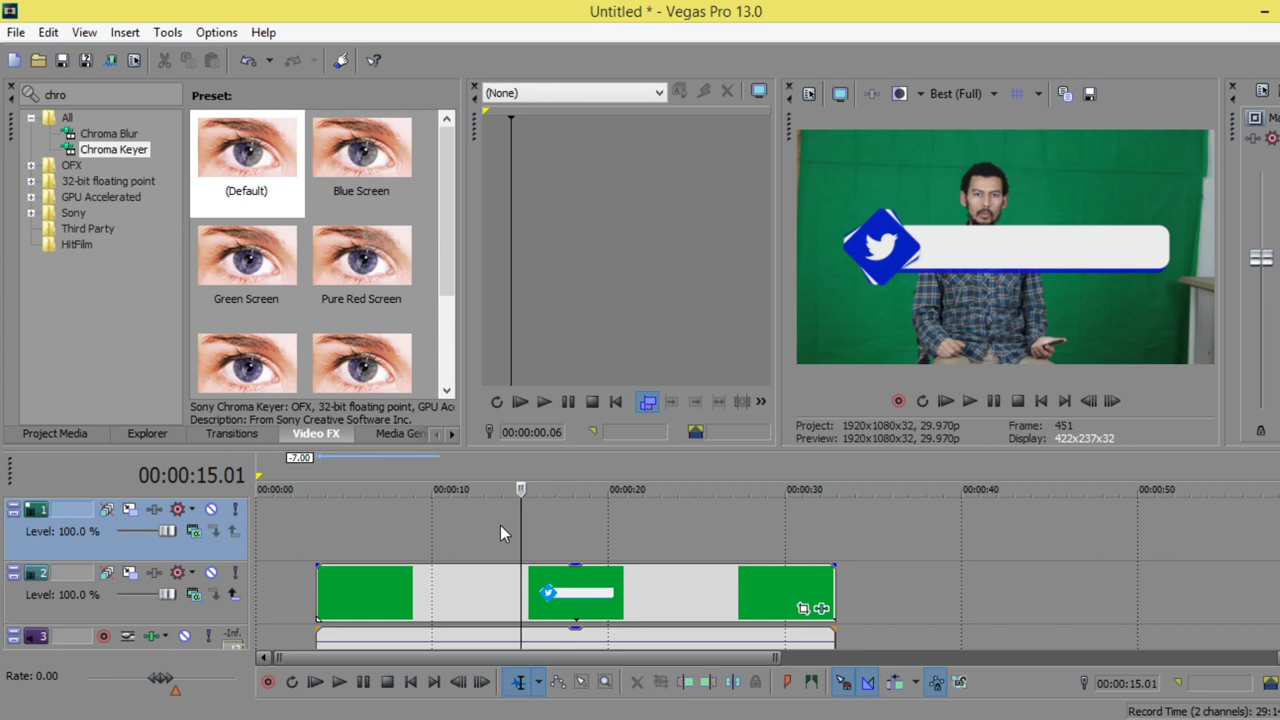 Untitled * - Vegas Pro 13.0
File Edit View Insert Tools Options Help
chro
All
Chroma Blur
Chroma Keyer
OFX
32-bit floating point
GPU Accelerated
Sony
Third Party
HitFilm
Preset:
(Default)
Blue Screen
Green Screen
Pure Red Screen
Sony Chroma Keyer: OFX, 32-bit floating point, GPU Ac
Description: From Sony Creative Software Inc.
Project Media Explorer Transitions Video FX Media Gen
(None)
00:00:00.06
Best (Full)
Ma
Project: 1920x1080x32, 29.970p
Preview: 1920x1080x32, 29.970p
Frame: 451
Display: 422x237x32
00:00:15.01
-7.00
00:00:00 00:00:10 00:00:20 00:00:30 00:00:40 00:00:50
1
Level: 100.0 %
2
Level: 100.0 %
3
-Inf.
Rate: 0.00
00:00:15.01
Record Time (2 channels): 29:14